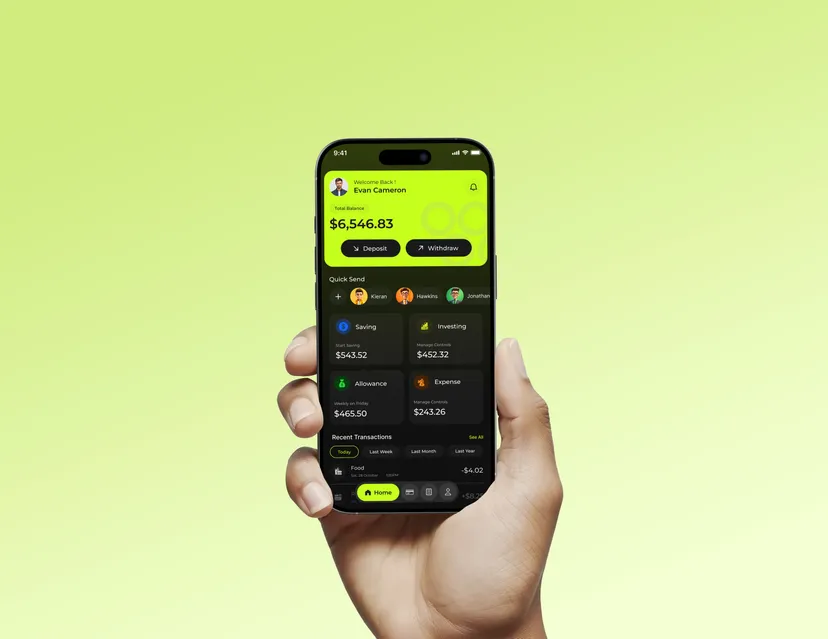 9:41
Welcome Back !
Evan Cameron
Total Balance
$6,546.83
Deposit
Withdraw
Quick Send
+ Kieran Hawkins Jonathan
Saving
Start Saving
$543.52
Investing
Manage Controls
$452.32
Allowance
Weekly on Friday
$465.50
Expense
Manage Controls
$243.26
Recent Transactions See All
Today Last Week Last Month Last Year
Food -$4.02
Home